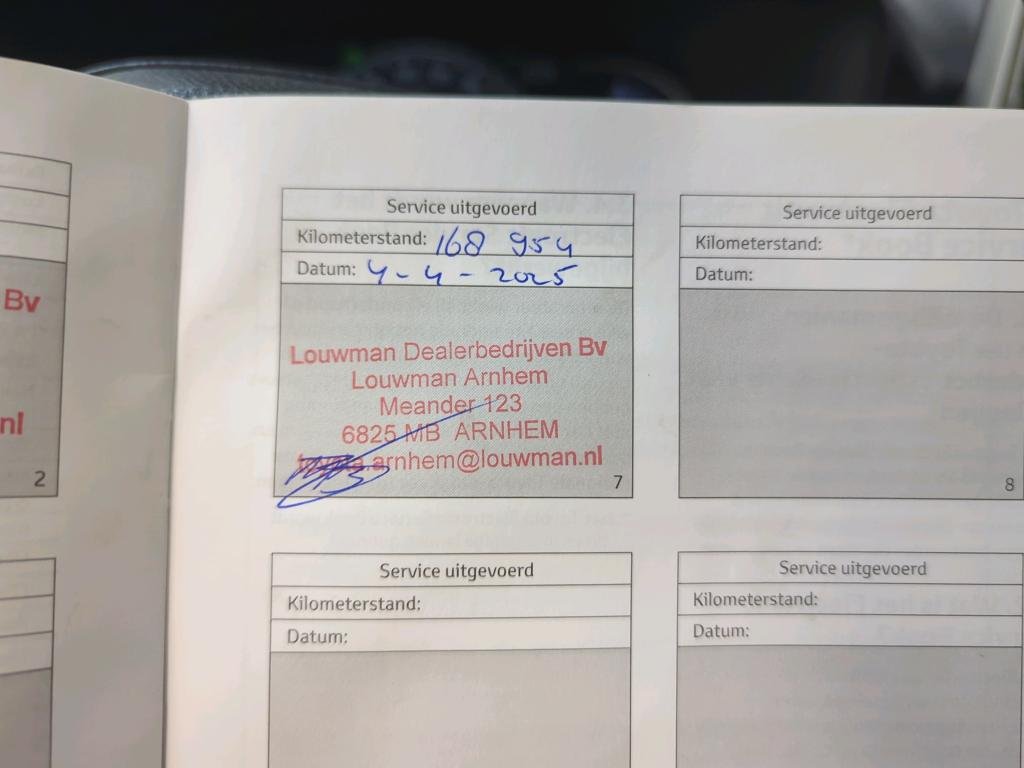 Bv
nl
2
Service uitgevoerd
Kilometerstand: 168 954
Datum: 4-4-2025
Louwman Dealerbedrijven Bv
Louwman Arnhem
Meander 123
6825 MB ARNHEM
arnhem@louwman.nl
7
Service uitgevoerd
Kilometerstand:
Datum:
8
Service uitgevoerd
Kilometerstand:
Datum:
Service uitgevoerd
Kilometerstand:
Datum: